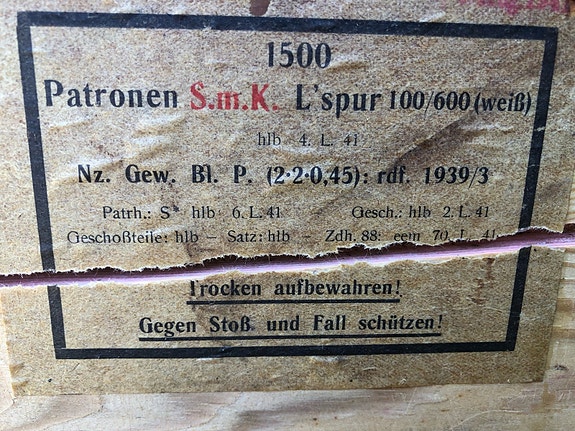 1500
Patronen S.m.K. L'spur 100/600 (weiß)
hlb 4. L. 41
Nz. Gew. Bl. P. (2·2·0,45): rdf. 1939/3
Patrh.: S* hlb 6. L. 41 Gesch.: hlb 2. L. 41
Geschoßteile: hlb – Satz: hlb – Zdh. 88: eem 70. L. 41
Trocken aufbewahren!
Gegen Stoß und Fall schützen!